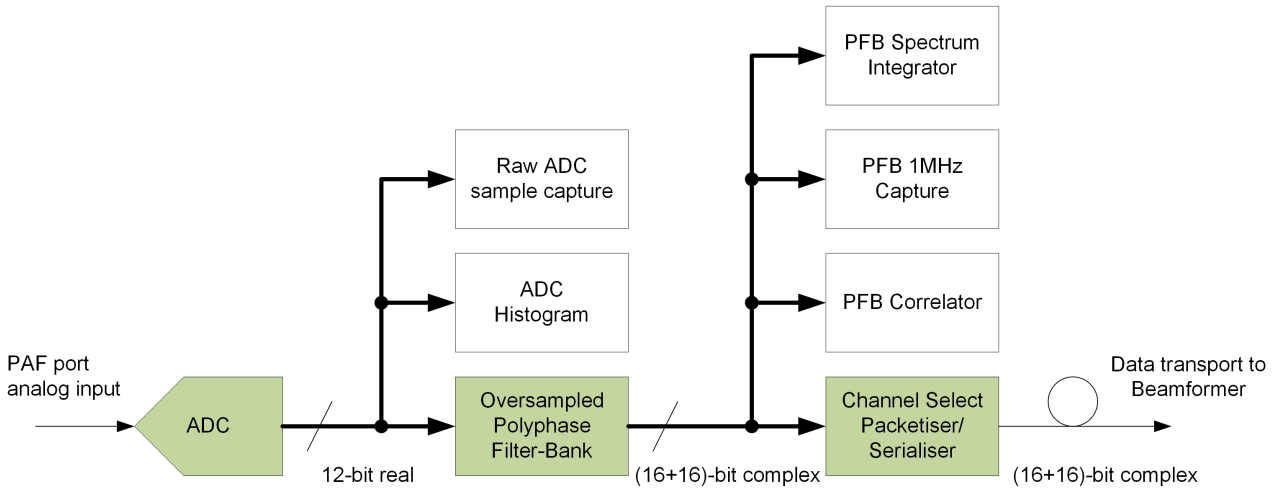 PFB Spectrum
Integrator
Raw ADC
sample capture
PFB 1MHz
Capture
ADC
Histogram
PFB Correlator
PAF port
analog input
ADC
Oversampled
Polyphase
Filter-Bank
Channel Select
Packetiser/
Serialiser
Data transport to
Beamformer
12-bit real
(16+16)-bit complex
(16+16)-bit complex